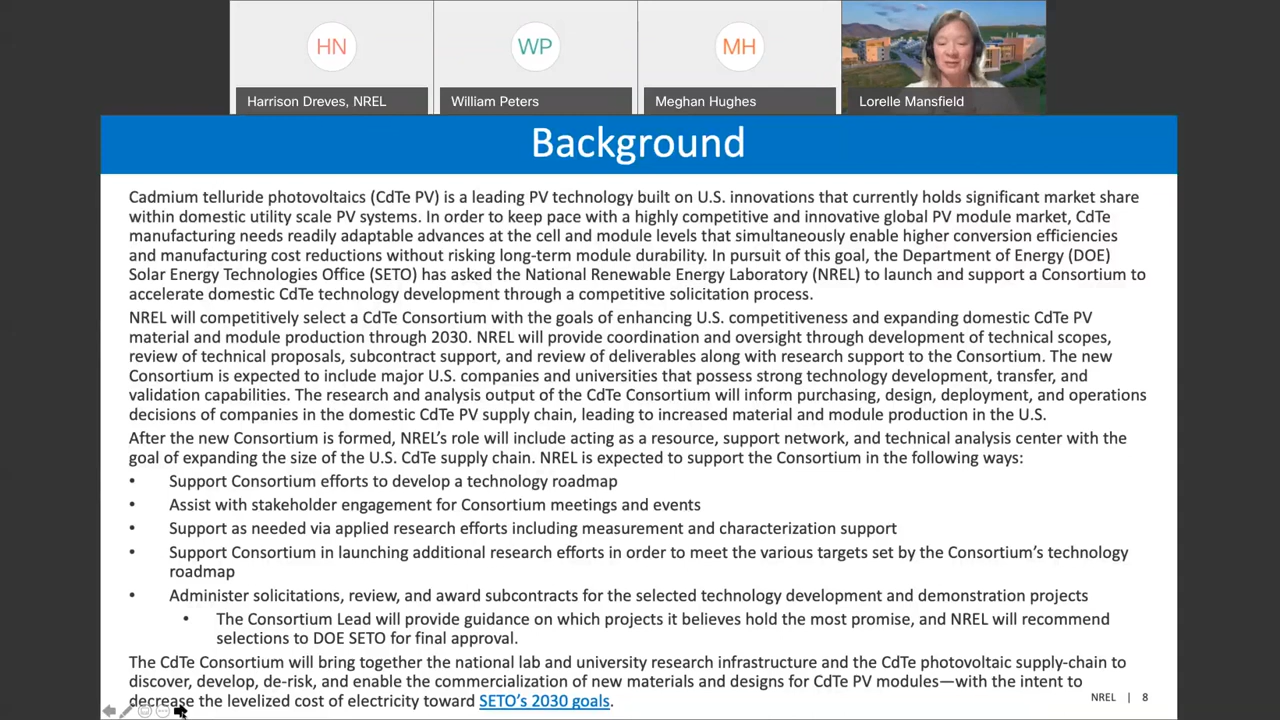 HN
WP
MH
Harrison Dreves, NREL
William Peters
Meghan Hughes
Lorelle Mansfield
Background
Cadmium telluride photovoltaics (CdTe PV) is a leading PV technology built on U.S. innovations that currently holds significant market share
within domestic utility scale PV systems. In order to keep pace with a highly competitive and innovative global PV module market, CdTe
manufacturing needs readily adaptable advances at the cell and module levels that simultaneously enable higher conversion efficiencies
and manufacturing cost reductions without risking long-term module durability. In pursuit of this goal, the Department of Energy (DOE)
Solar Energy Technologies Office (SETO) has asked the National Renewable Energy Laboratory (NREL) to launch and support a Consortium to
accelerate domestic CdTe technology development through a competitive solicitation process.
NREL will competitively select a CdTe Consortium with the goals of enhancing U.S. competitiveness and expanding domestic CdTe PV
material and module production through 2030. NREL will provide coordination and oversight through development of technical scopes,
review of technical proposals, subcontract support, and review of deliverables along with research support to the Consortium. The new
Consortium is expected to include major U.S. companies and universities that possess strong technology development, transfer, and
validation capabilities. The research and analysis output of the CdTe Consortium will inform purchasing, design, deployment, and operations
decisions of companies in the domestic CdTe PV supply chain, leading to increased material and module production in the U.S.
After the new Consortium is formed, NREL's role will include acting as a resource, support network, and technical analysis center with the
goal of expanding the size of the U.S. CdTe supply chain. NREL is expected to support the Consortium in the following ways:
• Support Consortium efforts to develop a technology roadmap
• Assist with stakeholder engagement for Consortium meetings and events
• Support as needed via applied research efforts including measurement and characterization support
• Support Consortium in launching additional research efforts in order to meet the various targets set by the Consortium's technology
roadmap
• Administer solicitations, review, and award subcontracts for the selected technology development and demonstration projects
• The Consortium Lead will provide guidance on which projects it believes hold the most promise, and NREL will recommend
selections to DOE SETO for final approval.
The CdTe Consortium will bring together the national lab and university research infrastructure and the CdTe photovoltaic supply-chain to
discover, develop, de-risk, and enable the commercialization of new materials and designs for CdTe PV modules—with the intent to
decrease the levelized cost of electricity toward SETO's 2030 goals.
NREL | 8